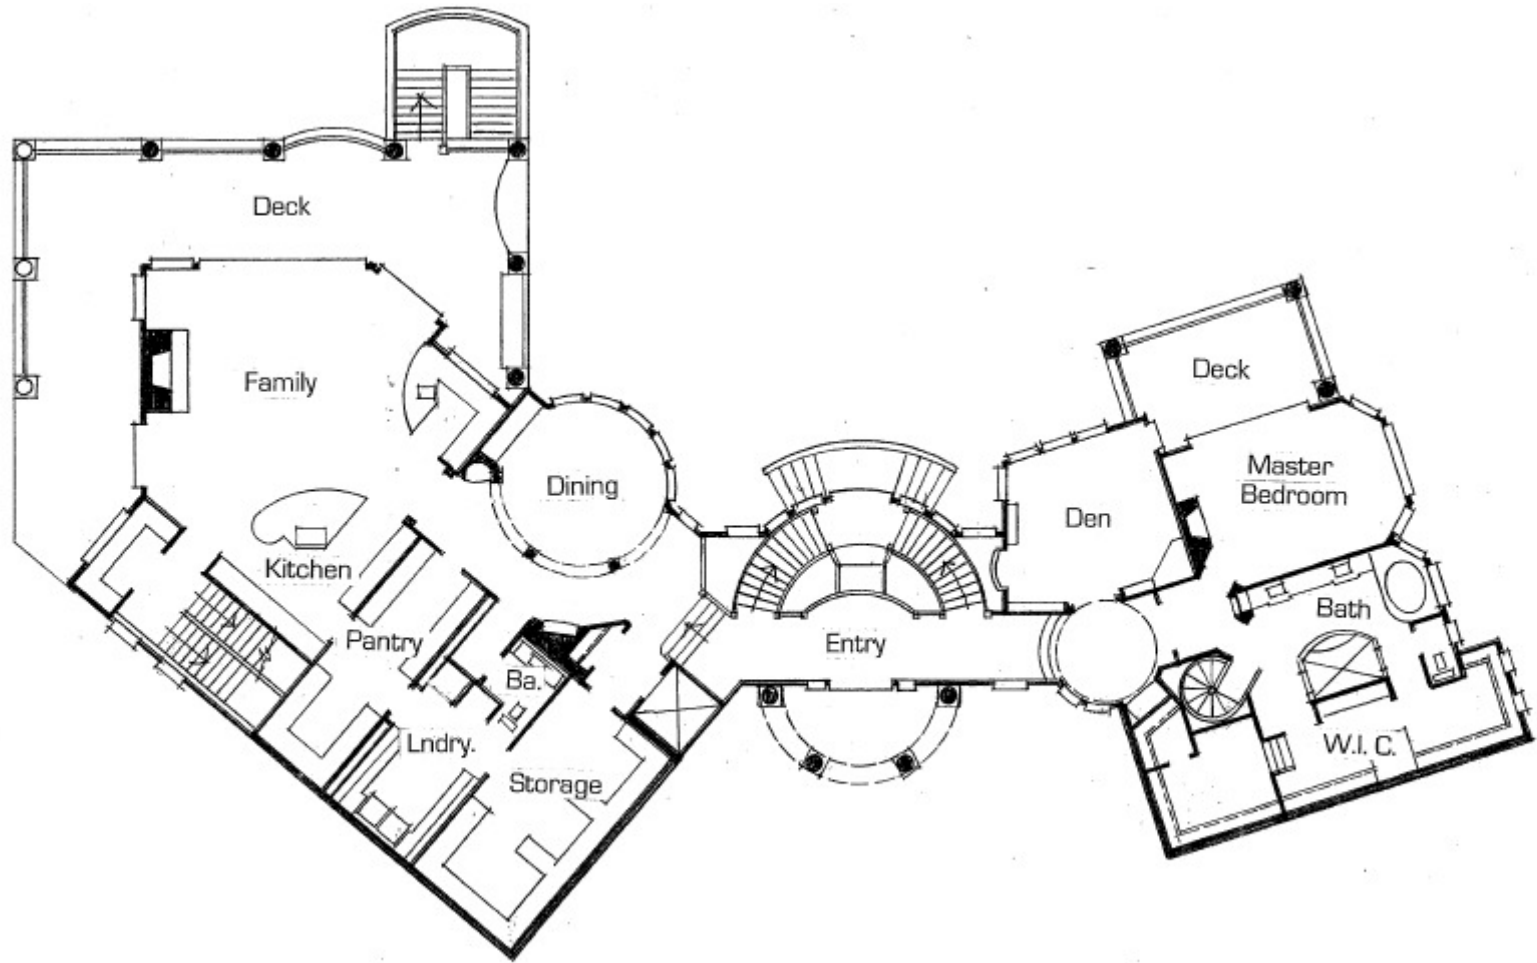 Deck
Family
Deck
Dining
Master
Bedroom
Den
Kitchen
Pantry
Entry
Bath
Ba.
Lndry.
Storage
W.I. C.